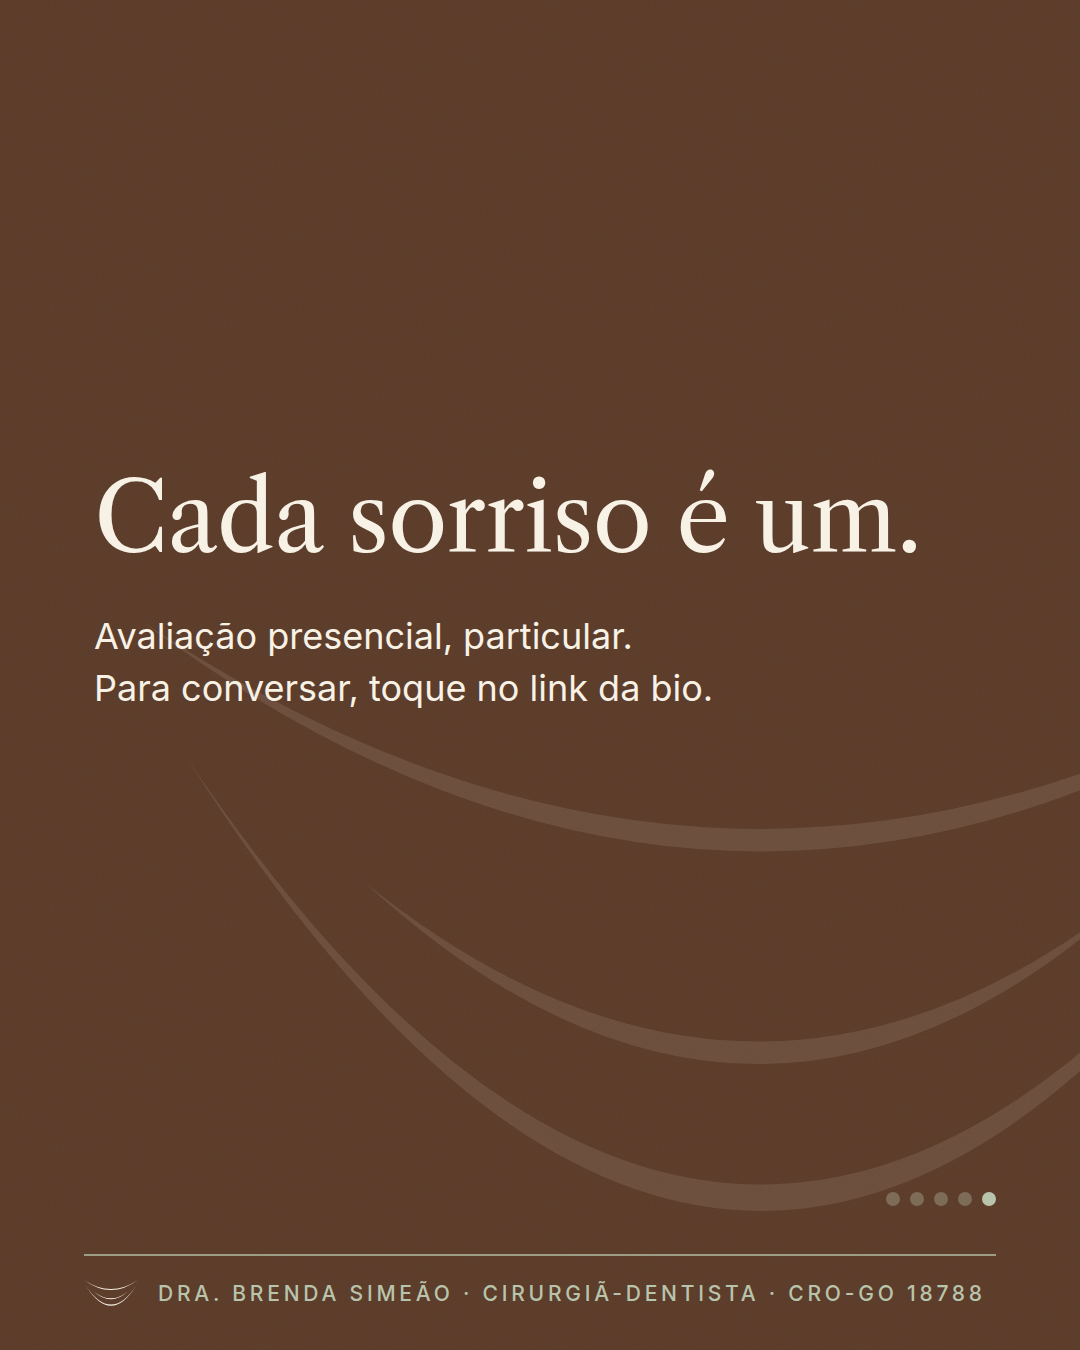 Cada sorriso é um.
Avaliação presencial, particular.
Para conversar, toque no link da bio.
DRA. BRENDA SIMEÃO · CIRURGIÃ-DENTISTA · CRO-GO 18788